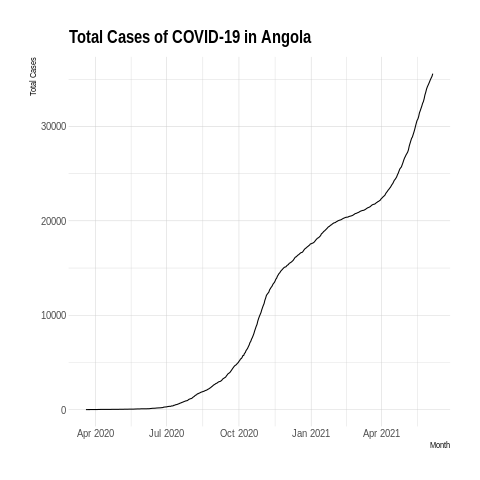 Total Cases of COVID-19 in Angola
Total Cases
30000
20000
10000
0
Apr 2020 Jul 2020 Oct 2020 Jan 2021 Apr 2021
Month